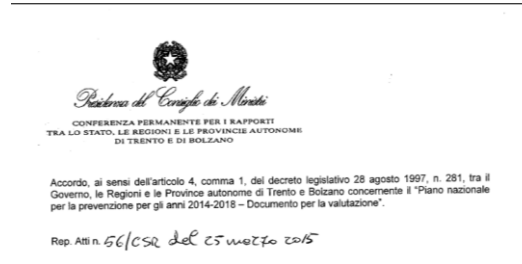 Presidenza del Consiglio dei Ministri
CONFERENZA PERMANENTE PER I RAPPORTI
TRA LO STATO, LE REGIONI E LE PROVINCIE AUTONOME
DI TRENTO E DI BOLZANO
Accordo, ai sensi dell'articolo 4, comma 1, del decreto legislativo 28 agosto 1997, n. 281, tra il
Governo, le Regioni e le Province autonome di Trento e Bolzano concernente il "Piano nazionale
per la prevenzione per gli anni 2014-2018 – Documento per la valutazione".
Rep. Atti n. 56/CSR del 25 marzo 2015